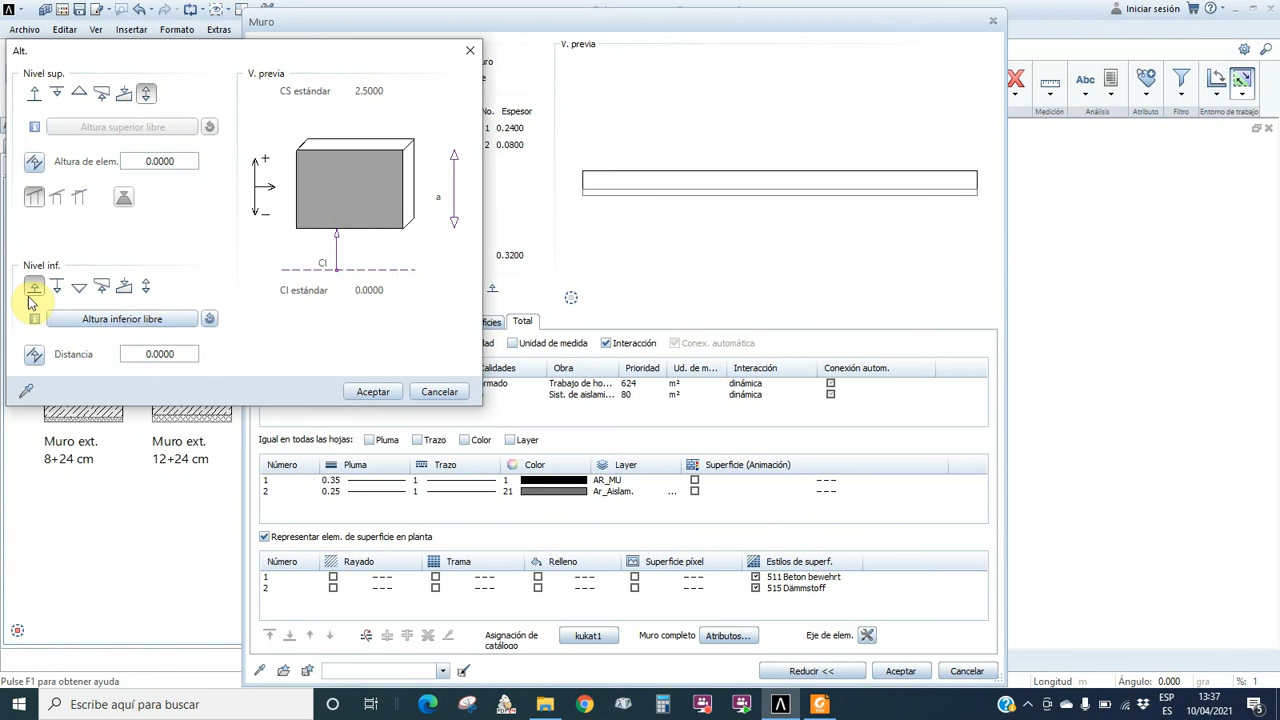 Iniciar sesión
Archivo Editar Ver Insertar Formato Extras
Muro
Alt.
Nivel sup.
V. previa
CS estándar 2.5000
Altura superior libre
Altura de elem. 0.0000
+
−
a
CI
Nivel inf.
CI estándar 0.0000
Altura inferior libre
Distancia 0.0000
Aceptar Cancelar
V. previa
No. Espesor
1 0.2400
2 0.0800
0.3200
Abc
Medición Análisis Atributo Filtro Entorno de trabajo
Total
Unidad de medida Interacción Conex. automática
Obra Prioridad Ud. de m... Interacción Conexión autom.
Trabajo de ho... 624 m² dinámica
Sist. de aislami... 80 m² dinámica
Igual en todas las hojas: Pluma Trazo Color Layer
Número Pluma Trazo Color Layer Superficie (Animación)
1 0.35 1 1 AR_MU
2 0.25 1 21 Ar_Aislam. ...
Representar elem. de superficie en planta
Número Rayado Trama Relleno Superficie píxel Estilos de superf.
1 511 Beton bewehrt
2 515 Dämmstoff
Asignación de catálogo kukat1 Muro completo Atributos... Eje de elem.
Reducir << Aceptar Cancelar
Muro ext.
8+24 cm
Muro ext.
12+24 cm
Pulse F1 para obtener ayuda
Longitud m Ángulo: 0.000 gra % 1
Escribe aquí para buscar
ESP
ES
13:37
10/04/2021